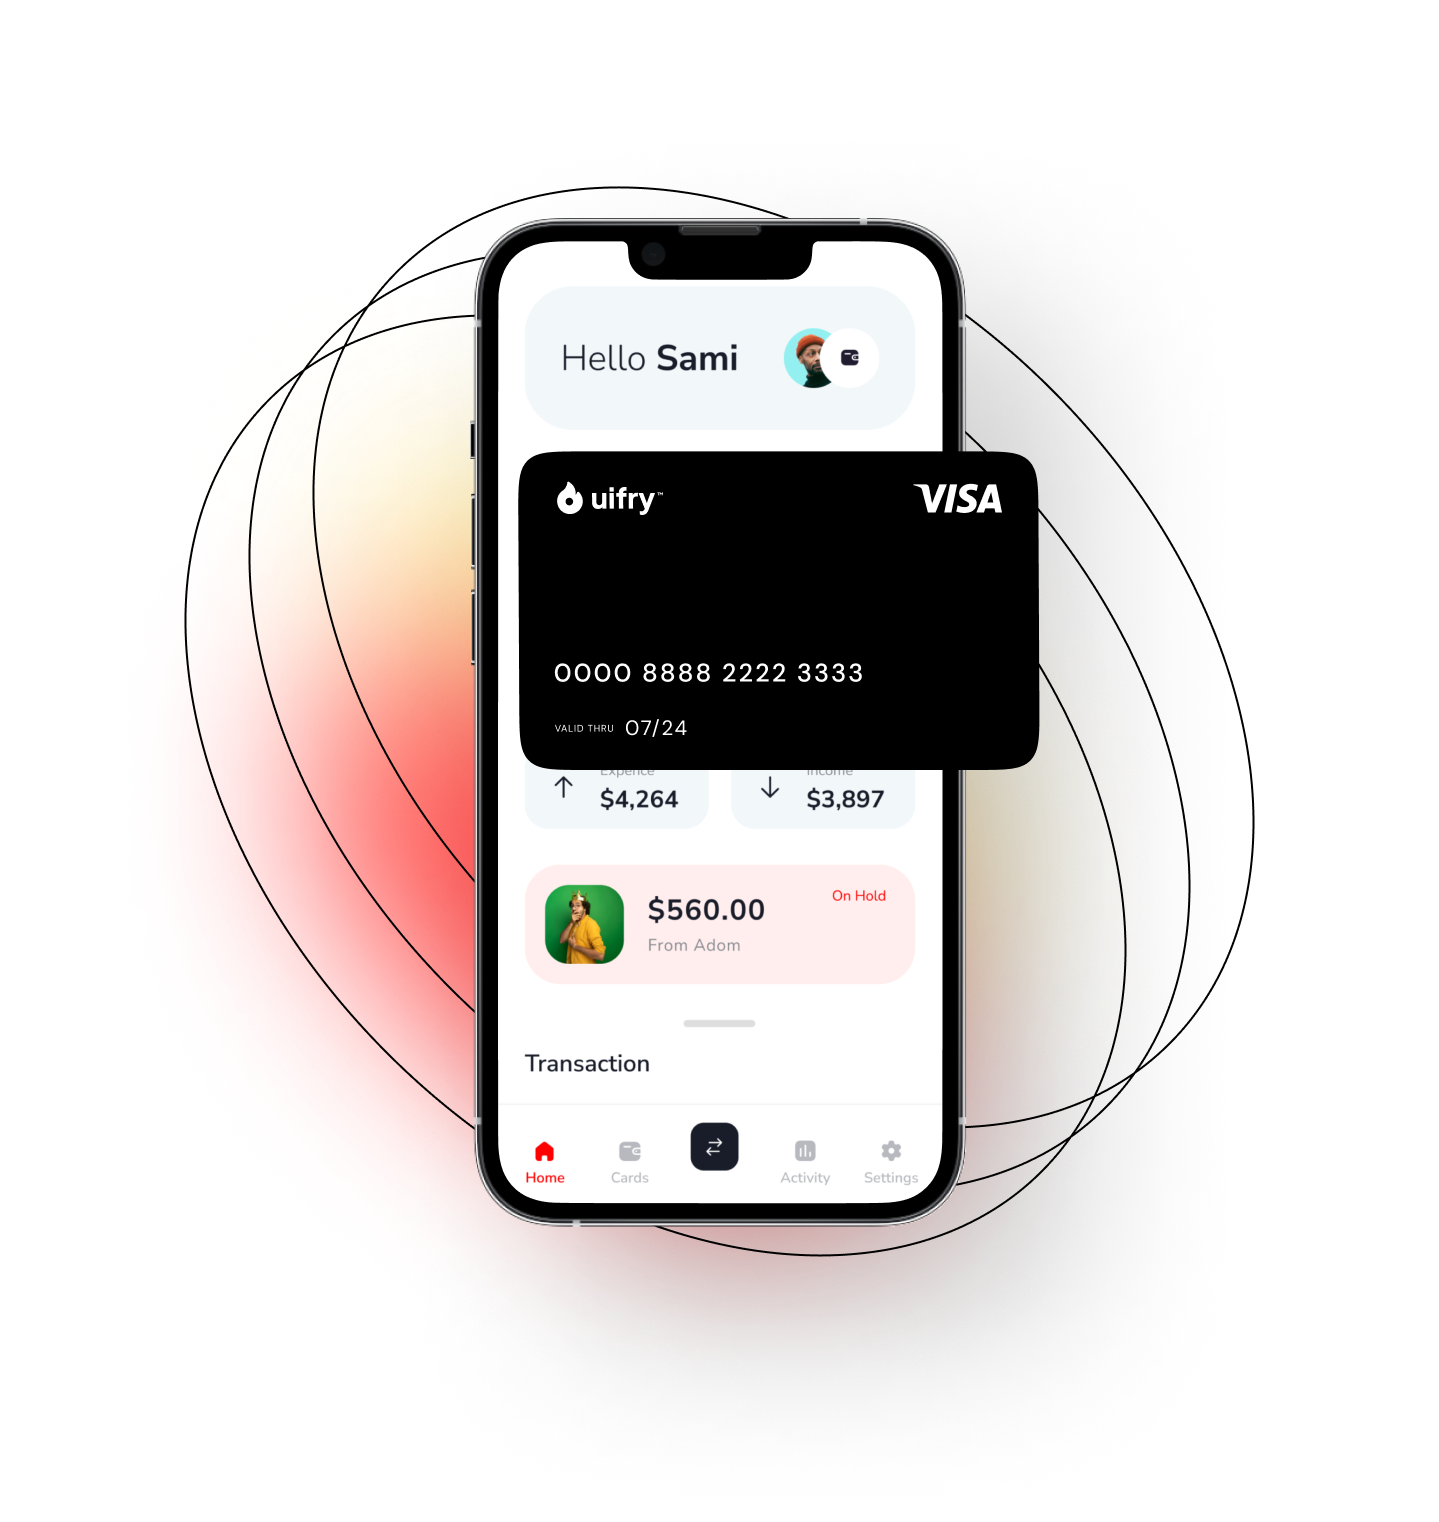 Hello Sami
uifry™
VISA
0000 8888 2222 3333
VALID THRU 07/24
Expence
Income
$4,264
$3,897
$560.00
On Hold
From Adom
Transaction
Home
Cards
Activity
Settings